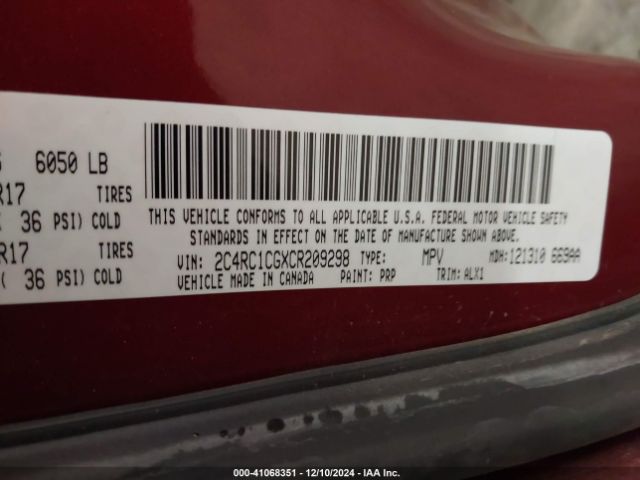 6050 LB
R17 TIRES
36 PSI) COLD
R17 TIRES
36 PSI) COLD
THIS VEHICLE CONFORMS TO ALL APPLICABLE U.S.A. FEDERAL MOTOR VEHICLE SAFETY
STANDARDS IN EFFECT ON THE DATE OF MANUFACTURE SHOWN ABOVE.
VIN: 2C4RC1CGXCR209298 TYPE: MPV MDH: 121310 669AA
VEHICLE MADE IN CANADA PAINT: PRP TRIM: ALX1
000-41068351 // 12/10/2024 // IAA Inc.